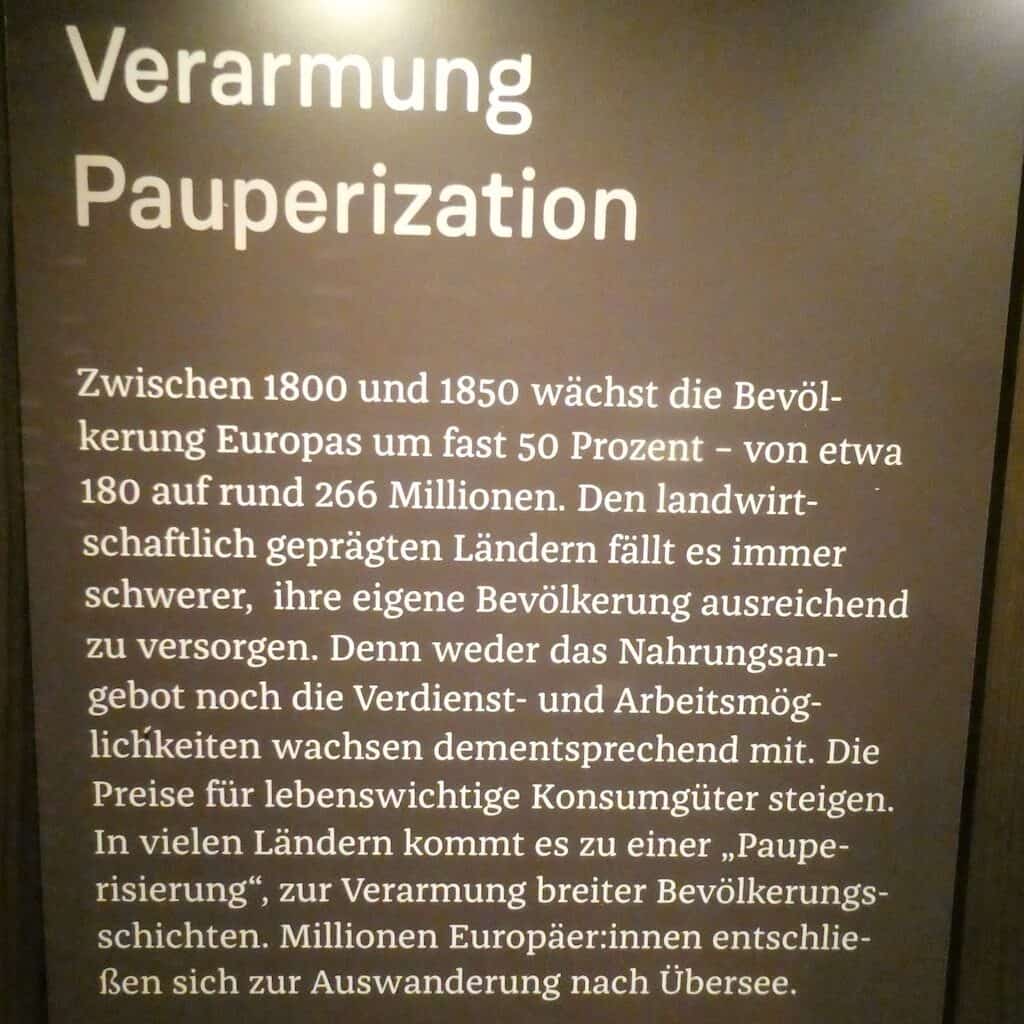 Verarmung
Pauperization
Zwischen 1800 und 1850 wächst die Bevöl-
kerung Europas um fast 50 Prozent – von etwa
180 auf rund 266 Millionen. Den landwirt-
schaftlich geprägten Ländern fällt es immer
schwerer, ihre eigene Bevölkerung ausreichend
zu versorgen. Denn weder das Nahrungsan-
gebot noch die Verdienst- und Arbeitsmög-
lichkeiten wachsen dementsprechend mit. Die
Preise für lebenswichtige Konsumgüter steigen.
In vielen Ländern kommt es zu einer „Paupe-
risierung“, zur Verarmung breiter Bevölkerungs-
schichten. Millionen Europäer:innen entschlie-
ßen sich zur Auswanderung nach Übersee.